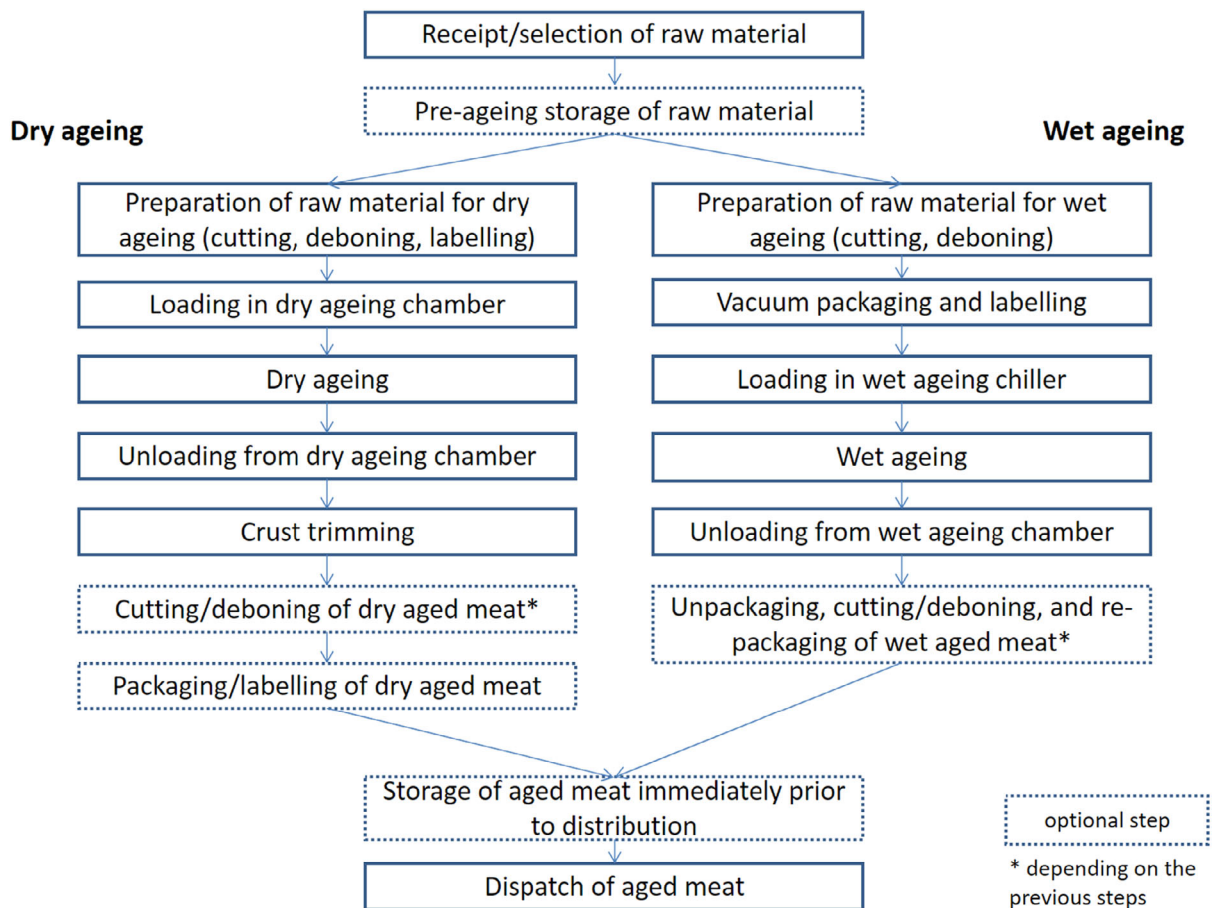 Receipt/selection of raw material
Pre-ageing storage of raw material
Dry ageing
Wet ageing
Preparation of raw material for dry
ageing (cutting, deboning, labelling)
Loading in dry ageing chamber
Dry ageing
Unloading from dry ageing chamber
Crust trimming
Cutting/deboning of dry aged meat*
Packaging/labelling of dry aged meat
Preparation of raw material for wet
ageing (cutting, deboning)
Vacuum packaging and labelling
Loading in wet ageing chiller
Wet ageing
Unloading from wet ageing chamber
Unpackaging, cutting/deboning, and re-
packaging of wet aged meat*
Storage of aged meat immediately prior
to distribution
Dispatch of aged meat
optional step
* depending on the
previous steps